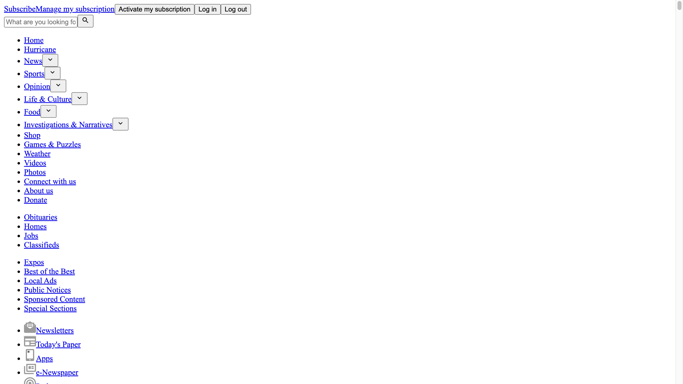 SubscribeManage my subscription Activate my subscription Log in Log out
What are you looking fo
Home
Hurricane
News
Sports
Opinion
Life & Culture
Food
Investigations & Narratives
Shop
Games & Puzzles
Weather
Videos
Photos
Connect with us
About us
Donate
Obituaries
Homes
Jobs
Classifieds
Expos
Best of the Best
Local Ads
Public Notices
Sponsored Content
Special Sections
Newsletters
Today's Paper
Apps
e-Newspaper